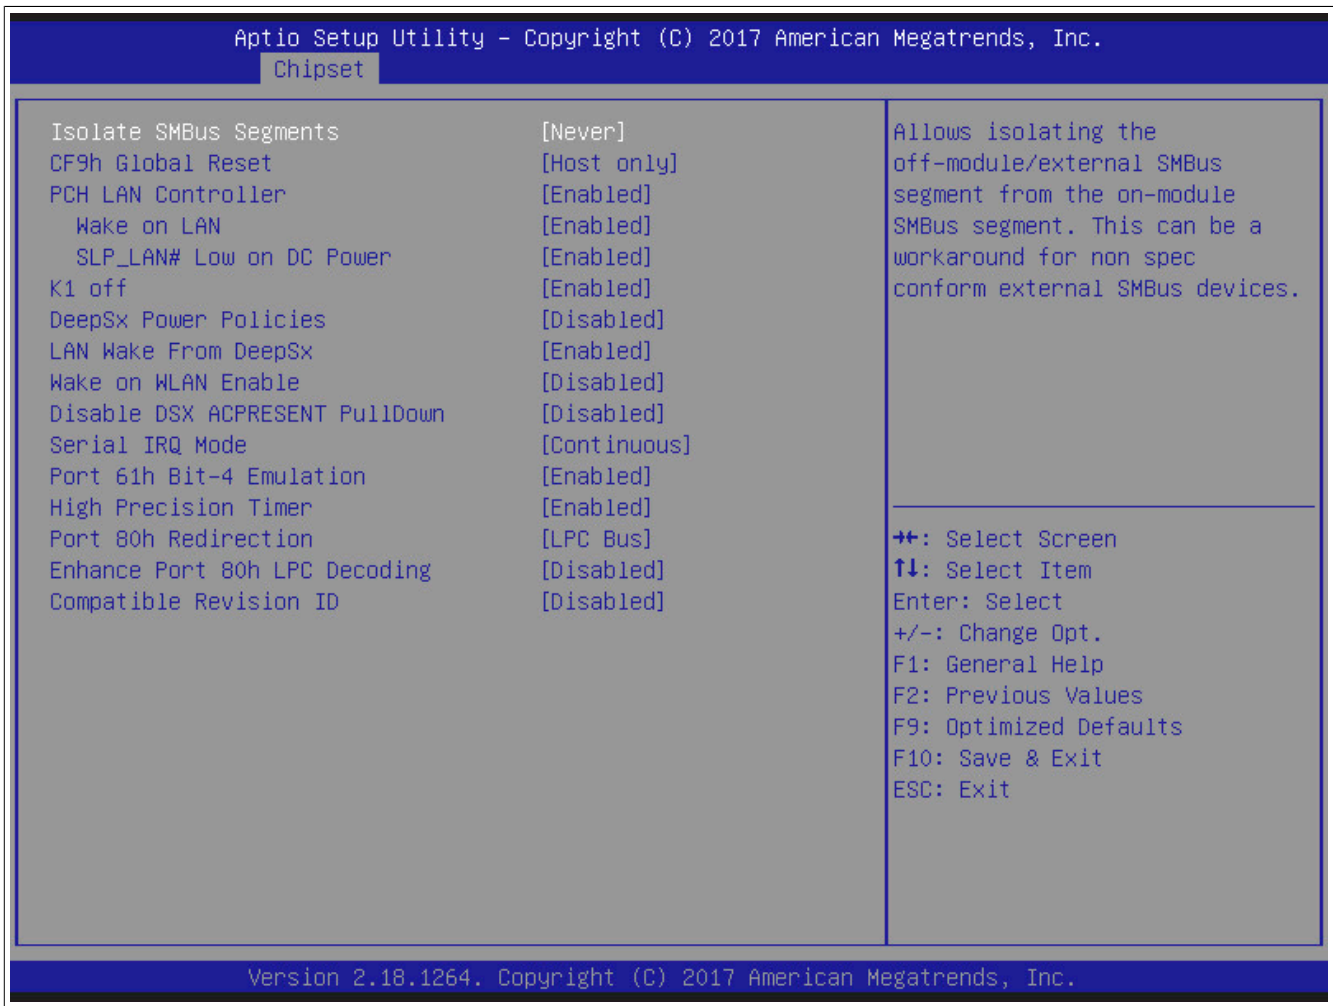 Aptio Setup Utility – Copyright (C) 2017 American Megatrends, Inc.
Chipset
Isolate SMBus Segments [Never]
CF9h Global Reset [Host only]
PCH LAN Controller [Enabled]
Wake on LAN [Enabled]
SLP_LAN# Low on DC Power [Enabled]
K1 off [Enabled]
DeepSx Power Policies [Disabled]
LAN Wake From DeepSx [Enabled]
Wake on WLAN Enable [Disabled]
Disable DSX ACPRESENT PullDown [Disabled]
Serial IRQ Mode [Continuous]
Port 61h Bit-4 Emulation [Enabled]
High Precision Timer [Enabled]
Port 80h Redirection [LPC Bus]
Enhance Port 80h LPC Decoding [Disabled]
Compatible Revision ID [Disabled]
Allows isolating the
off-module/external SMBus
segment from the on-module
SMBus segment. This can be a
workaround for non spec
conform external SMBus devices.
→←: Select Screen
↑↓: Select Item
Enter: Select
+/-: Change Opt.
F1: General Help
F2: Previous Values
F9: Optimized Defaults
F10: Save & Exit
ESC: Exit
Version 2.18.1264. Copyright (C) 2017 American Megatrends, Inc.